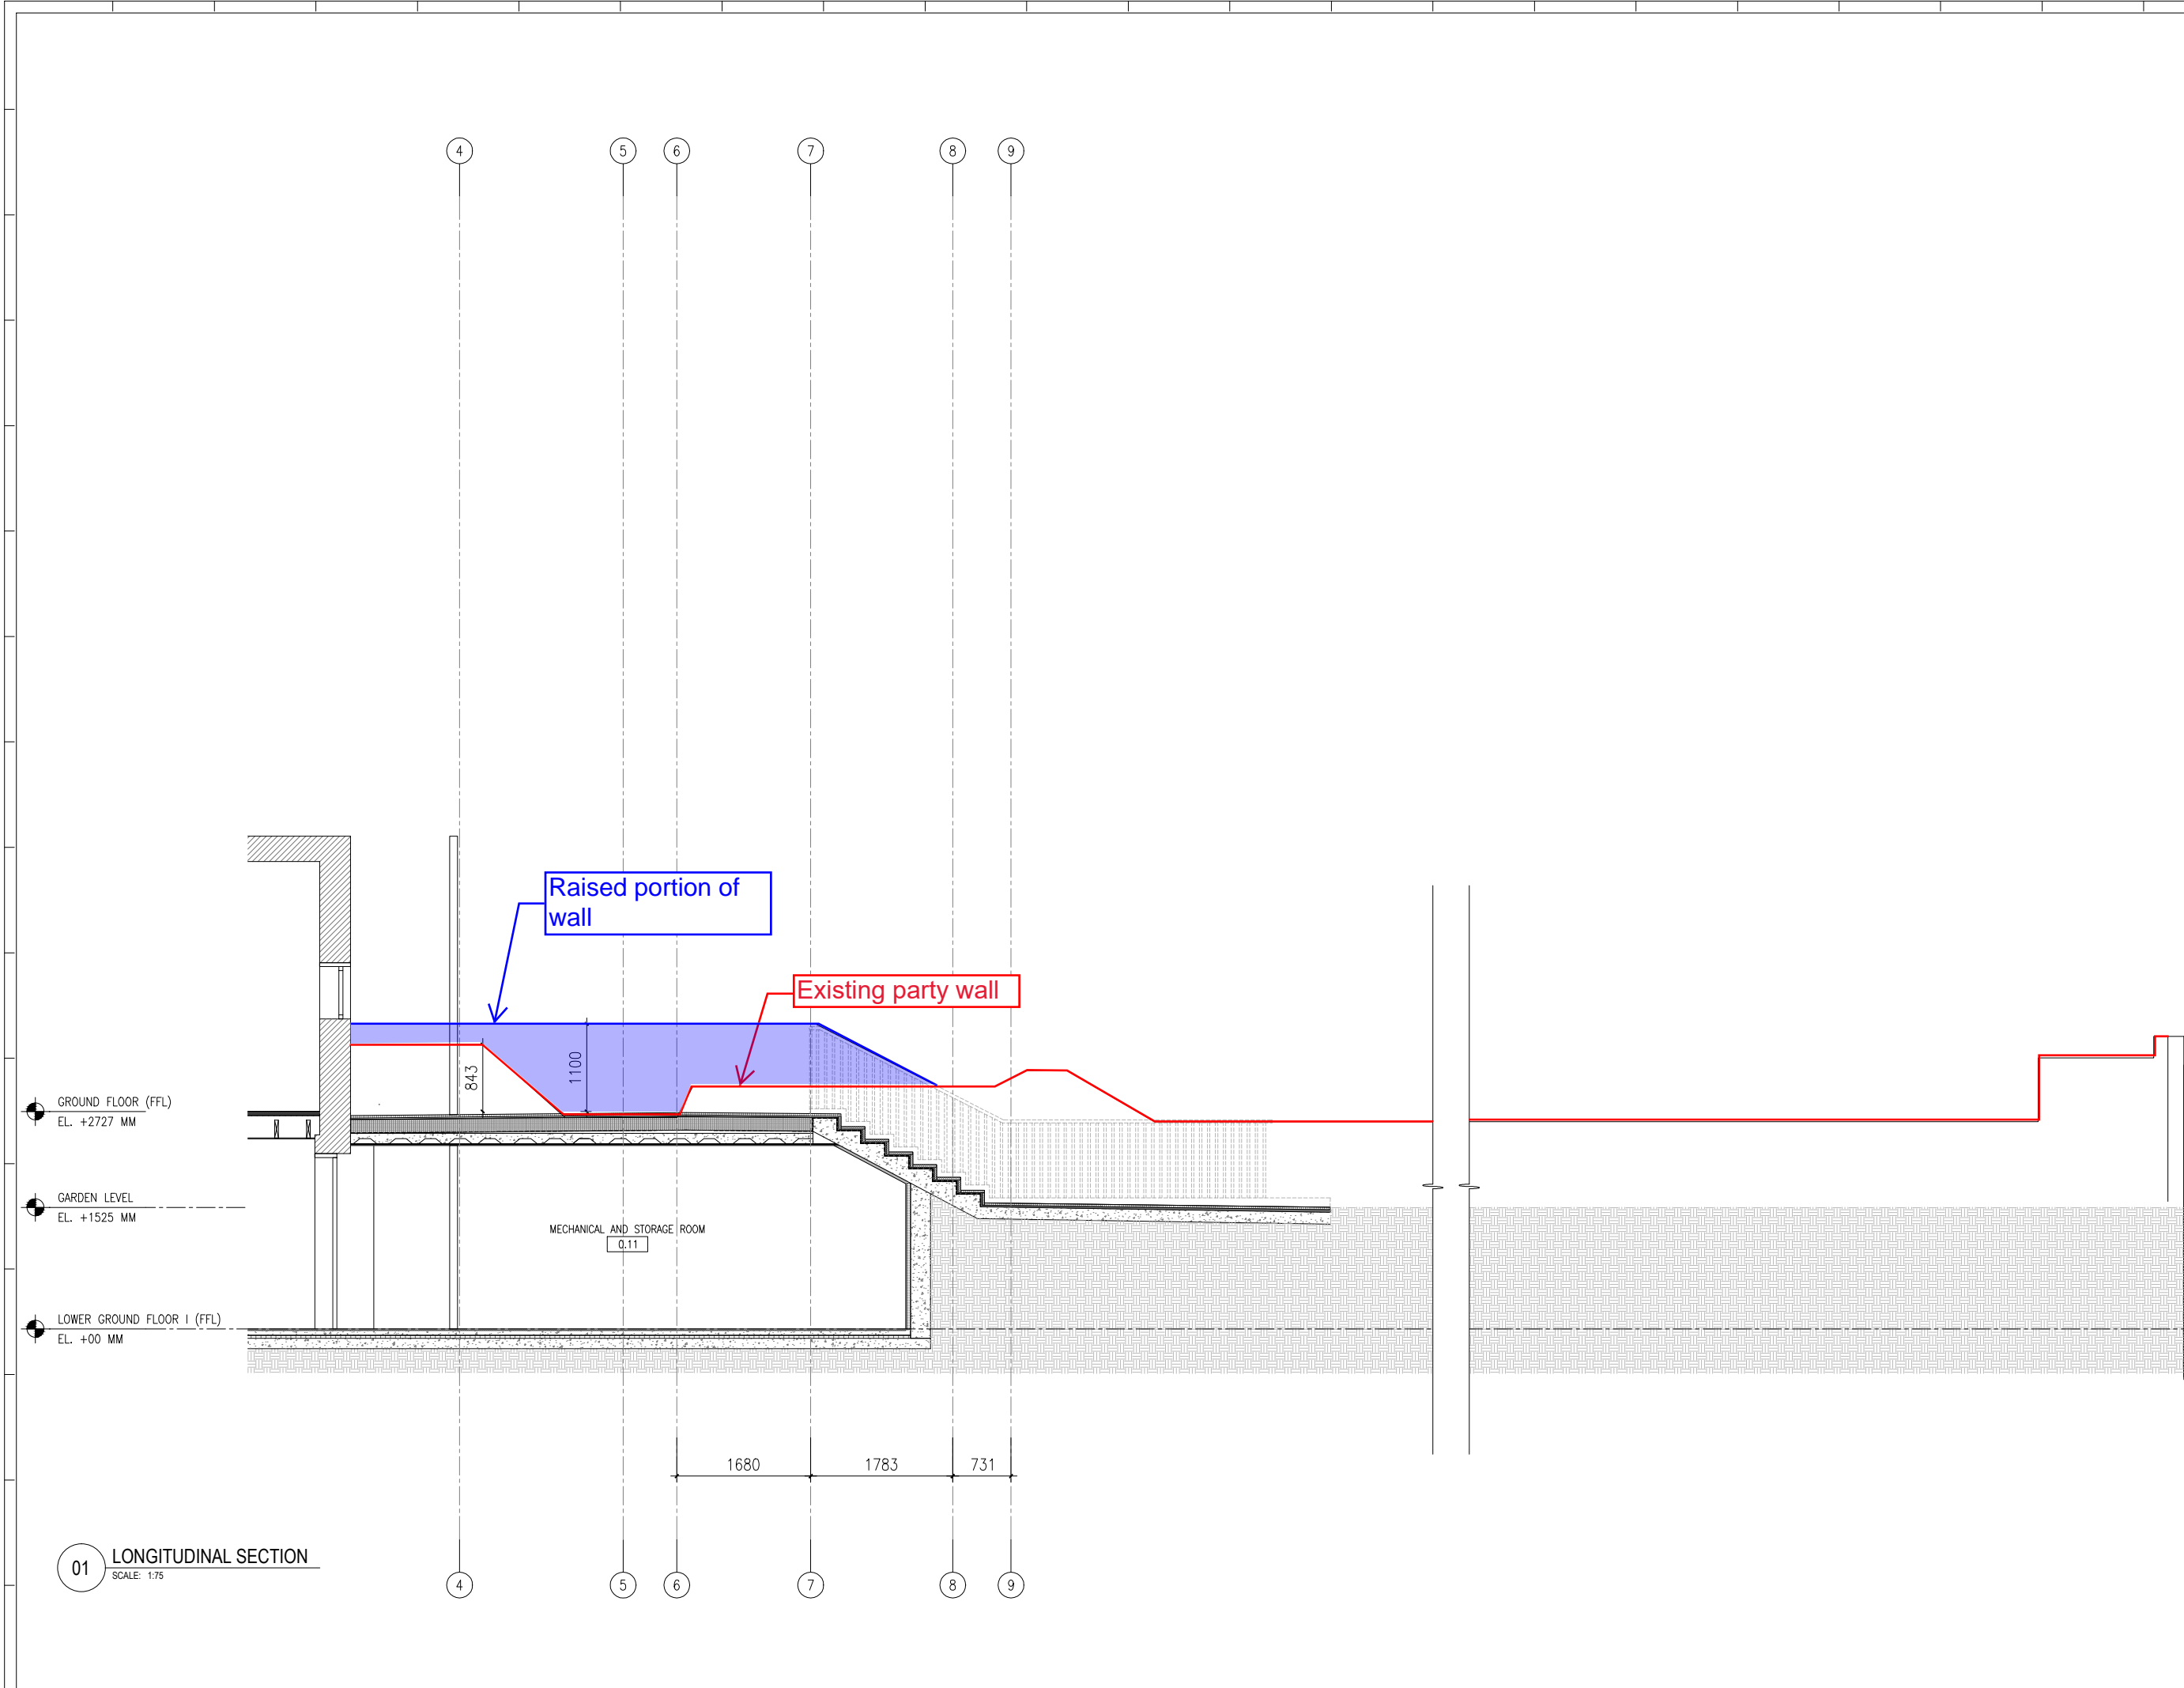 4 5 6 7 8 9
Raised portion of
wall
Existing party wall
843
1100
GROUND FLOOR (FFL)
EL. +2727 MM
GARDEN LEVEL
EL. +1525 MM
MECHANICAL AND STORAGE ROOM
0.11
LOWER GROUND FLOOR I (FFL)
EL. +00 MM
1680 1783 731
01 LONGITUDINAL SECTION
SCALE: 1:75
4 5 6 7 8 9